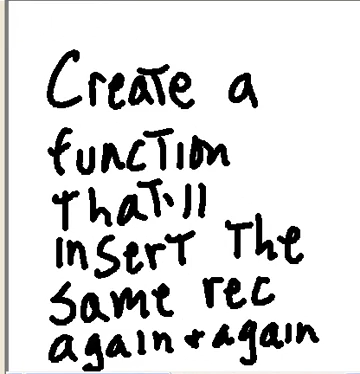 Create a
function
that'll
insert the
same rec
again + again